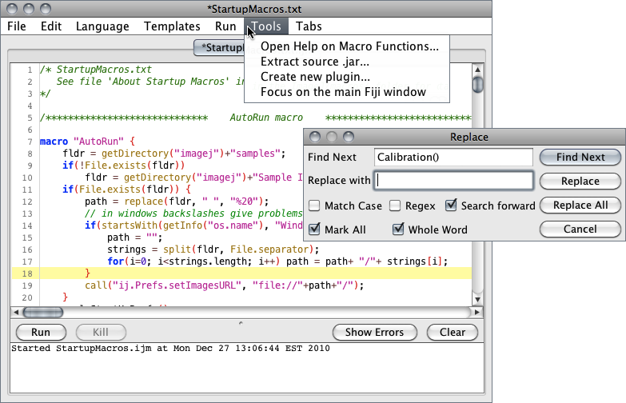 *StartupMacros.txt
File Edit Language Templates Run Tools Tabs
*Startup
Open Help on Macro Functions...
Extract source .jar...
Create new plugin...
Focus on the main Fiji window
1 /* StartupMacros.txt
2 See file 'About Startup Macros' in
3 */
4
5 /***************************** AutoRun macro **************************
6
7 macro "AutoRun" {
8 fldr = getDirectory("imagej")+"samples";
9 if(!File.exists(fldr))
10 fldr = getDirectory("imagej")+"Sample I
11 if(File.exists(fldr)) {
12 path = replace(fldr, " ", "%20");
13 // in windows backslashes give problems
14 if(startsWith(getInfo("os.name"), "Wind
15 path = "";
16 strings = split(fldr, File.separator);
17 for(i=0; i<strings.length; i++) path = path+ "/"+ strings[i];
18 }
19 call("ij.Prefs.setImagesURL", "file://"+path+"/");
20 }
Replace
Find Next Calibration() Find Next
Replace with Replace
Match Case Regex Search forward Replace All
Mark All Whole Word Cancel
Run Kill Show Errors Clear
Started StartupMacros.ijm at Mon Dec 27 13:06:44 EST 2010